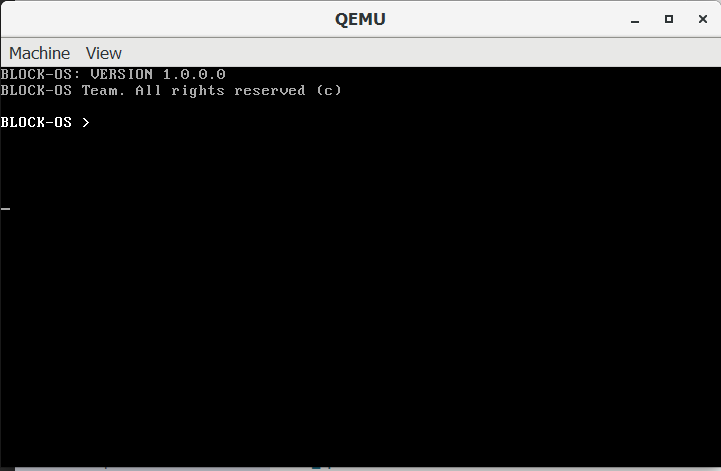 QEMU
Machine View
BLOCK-OS: VERSION 1.0.0.0
BLOCK-OS Team. All rights reserved (c)
BLOCK-OS >